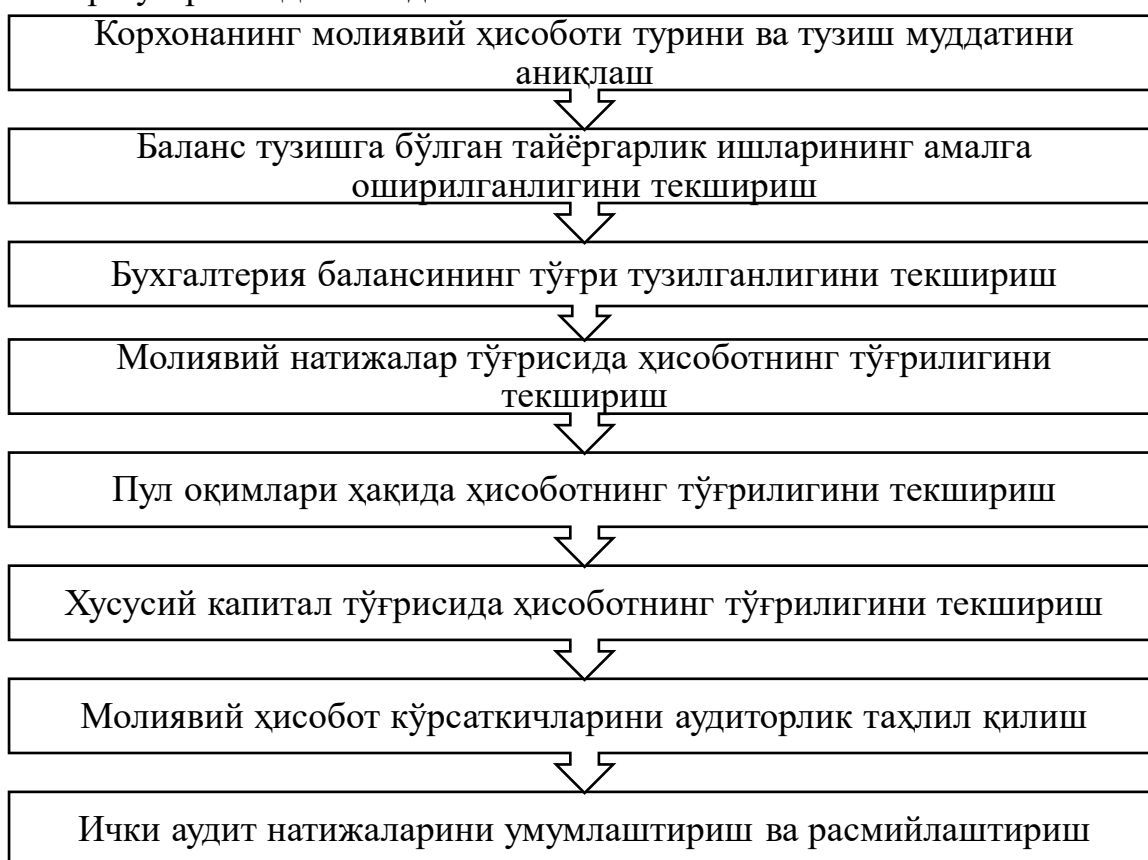 Корхонанинг молиявий ҳисоботи турини ва тузиш муддатини
аниқлаш
Баланс тузишга бўлган тайёргарлик ишларининг амалга
оширилганлигини текшириш
Бухгалтерия балансининг тўғри тузилганлигини текшириш
Молиявий натижалар тўғрисида ҳисоботнинг тўғрилигини
текшириш
Пул оқимлари ҳақида ҳисоботнинг тўғрилигини текшириш
Хусусий капитал тўғрисида ҳисоботнинг тўғрилигини текшириш
Молиявий ҳисобот кўрсаткичларини аудиторлик таҳлил қилиш
Ички аудит натижаларини умумлаштириш ва расмийлаштириш